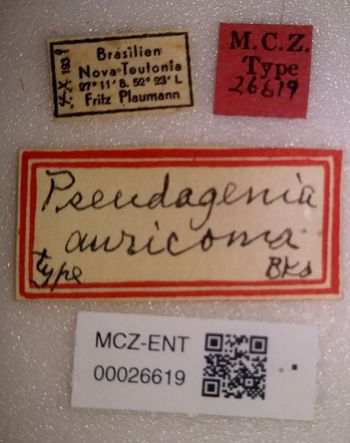 Brasilien
Nova Teutonia
27° 11' B. 52° 23' L
Fritz Plaumann
M.C.Z.
Type
26619
Pseudagenia
auricoma
type Bks
MCZ-ENT
00026619